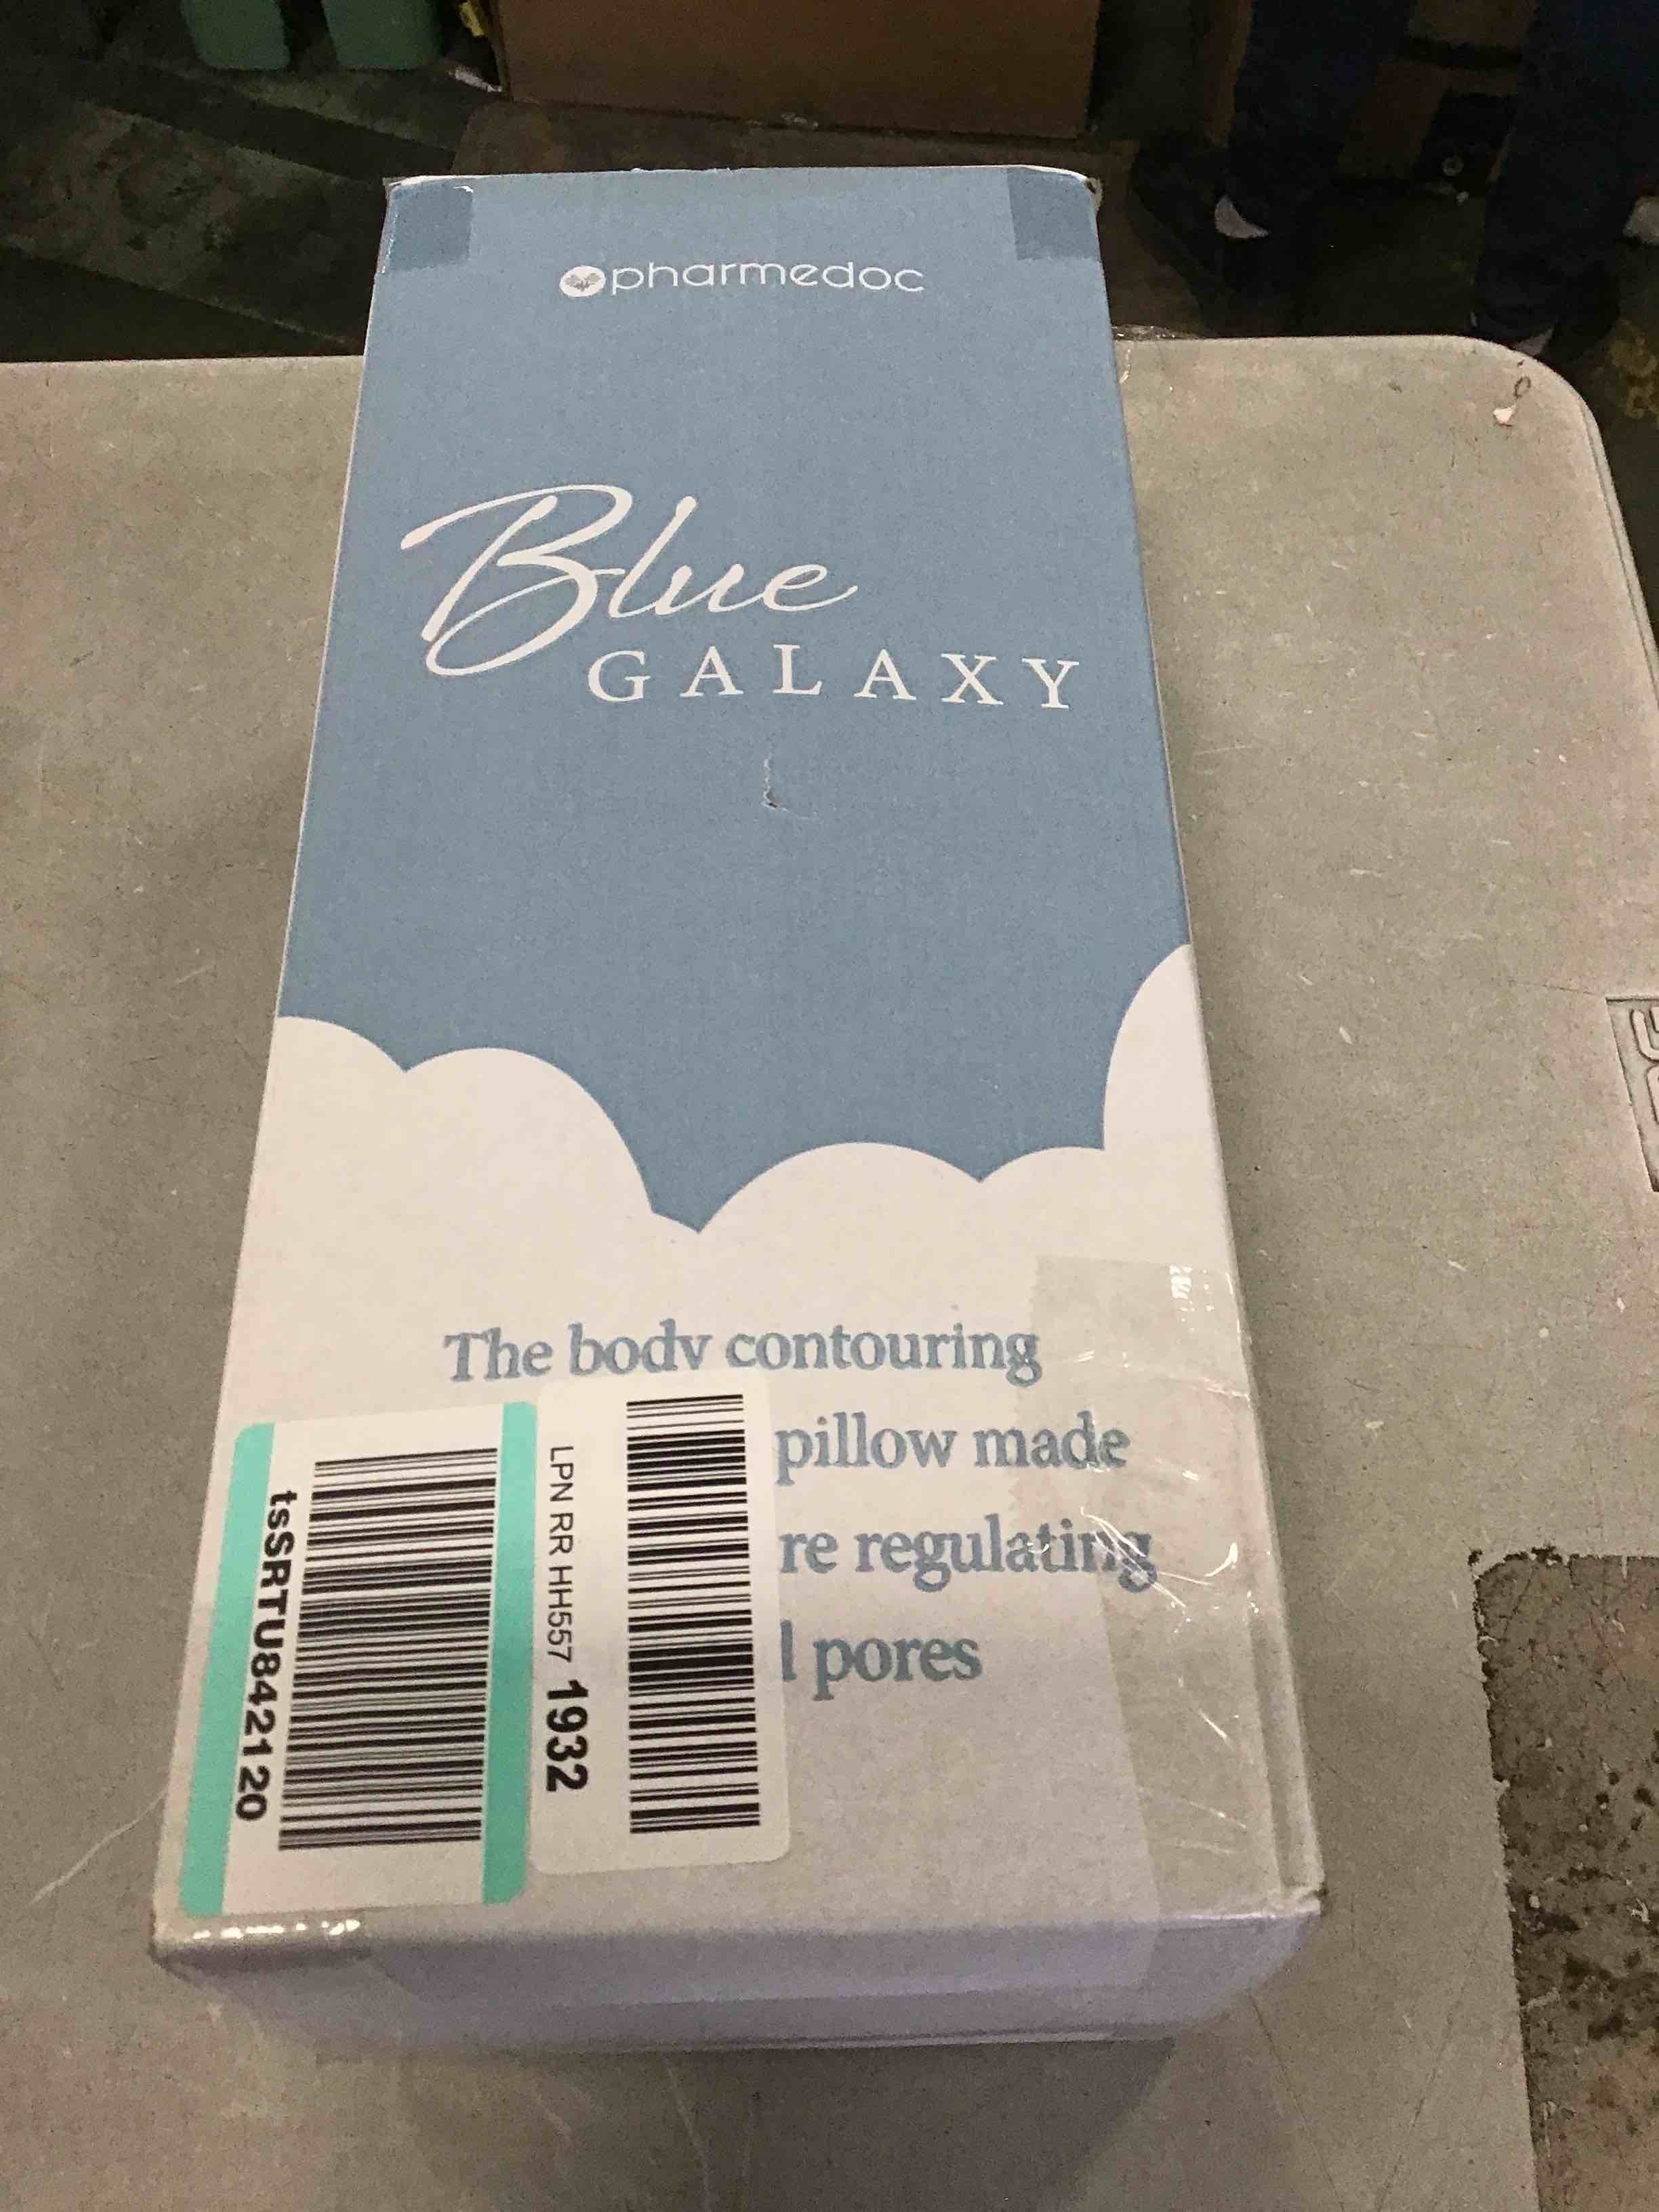 pharmedoc
Blue
GALAXY
The body contouring
pillow made
re regulating
l pores
tsSRTU842120
LPN RR HH557 1932